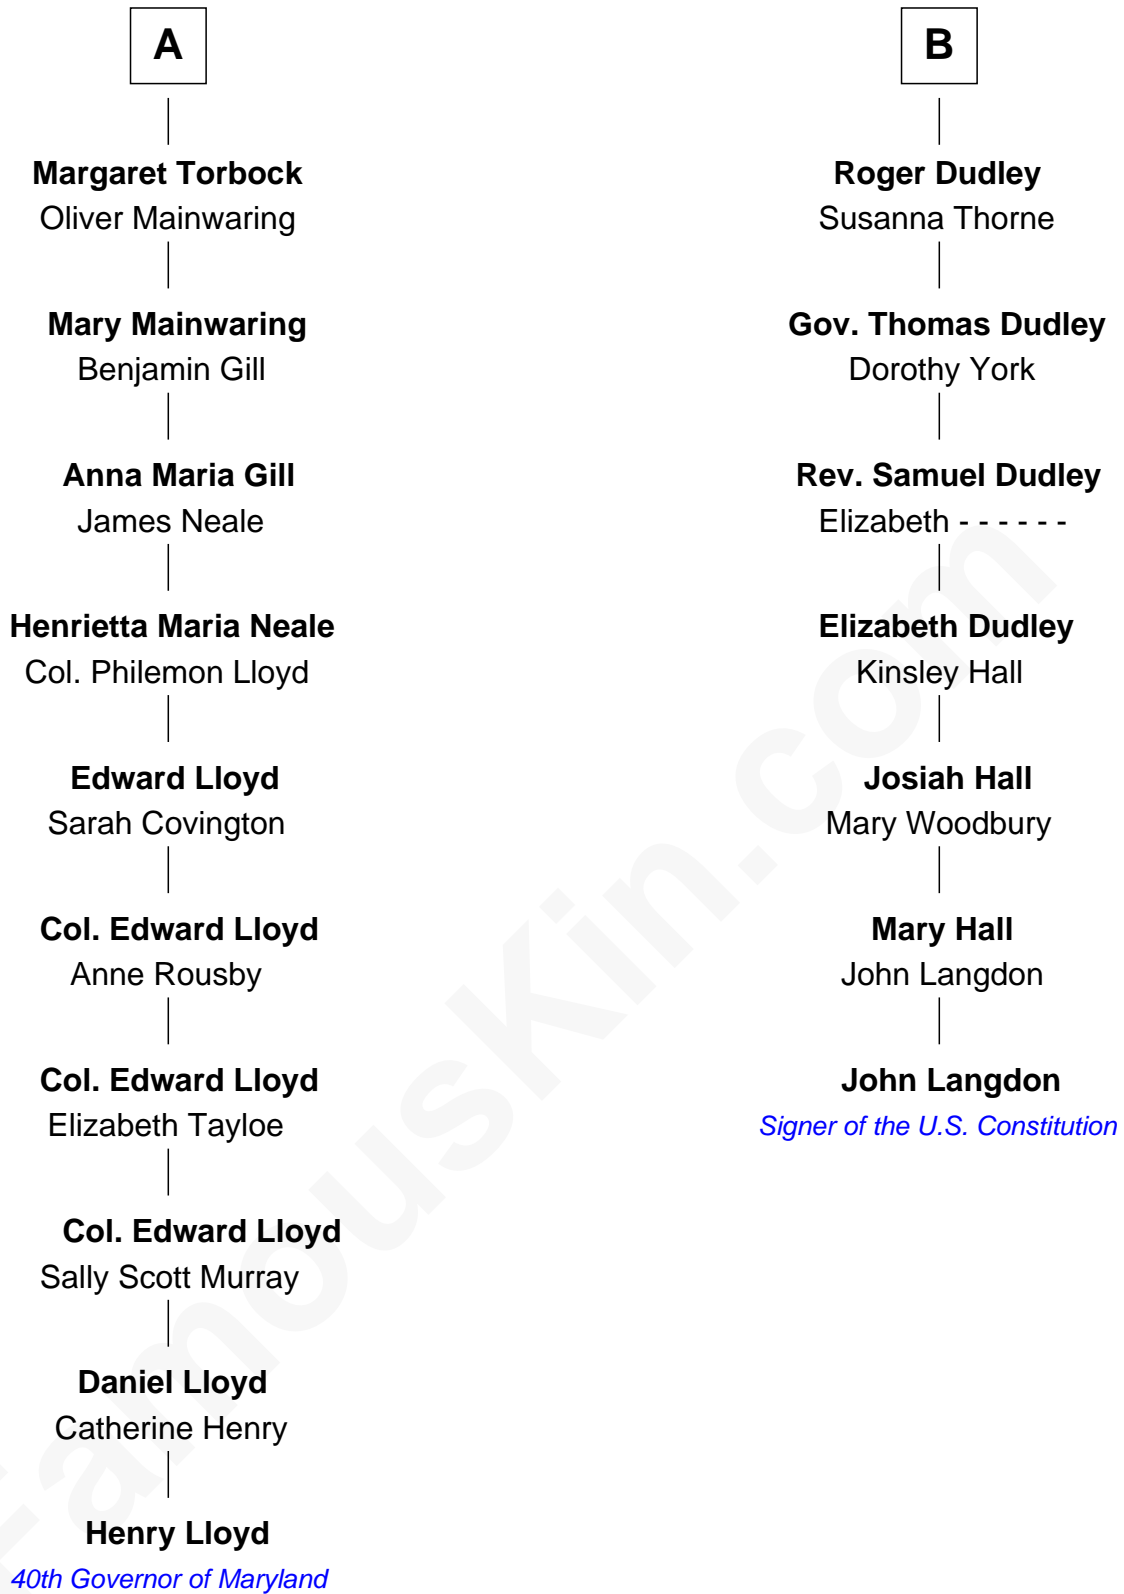 A
Margaret Torbock
Oliver Mainwaring
Mary Mainwaring
Benjamin Gill
Anna Maria Gill
James Neale
Henrietta Maria Neale
Col. Philemon Lloyd
Edward Lloyd
Sarah Covington
Col. Edward Lloyd
Anne Rousby
Col. Edward Lloyd
Elizabeth Tayloe
Col. Edward Lloyd
Sally Scott Murray
Daniel Lloyd
Catherine Henry
Henry Lloyd
40th Governor of Maryland
B
Roger Dudley
Susanna Thorne
Gov. Thomas Dudley
Dorothy York
Rev. Samuel Dudley
Elizabeth - - - - - -
Elizabeth Dudley
Kinsley Hall
Josiah Hall
Mary Woodbury
Mary Hall
John Langdon
John Langdon
Signer of the U.S. Constitution
FamousKin.com